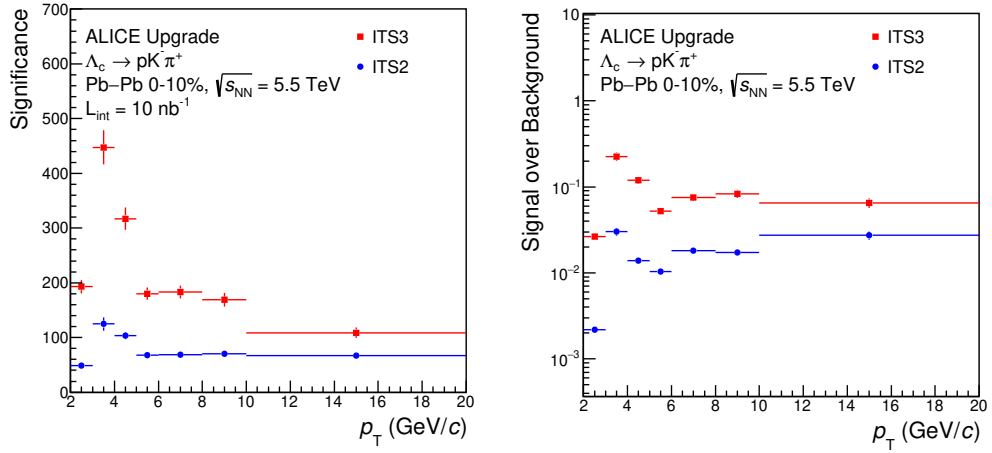 Significance
700
600
500
400
300
200
100
0
ALICE Upgrade
Λc → pK⁻π⁺
Pb–Pb 0-10%, √sNN = 5.5 TeV
Lint = 10 nb⁻¹
ITS3
ITS2
2 4 6 8 10 12 14 16 18 20
pT (GeV/c)
Signal over Background
10
1
10⁻¹
10⁻²
10⁻³
ALICE Upgrade
Λc → pK⁻π⁺
Pb–Pb 0-10%, √sNN = 5.5 TeV
ITS3
ITS2
2 4 6 8 10 12 14 16 18 20
pT (GeV/c)